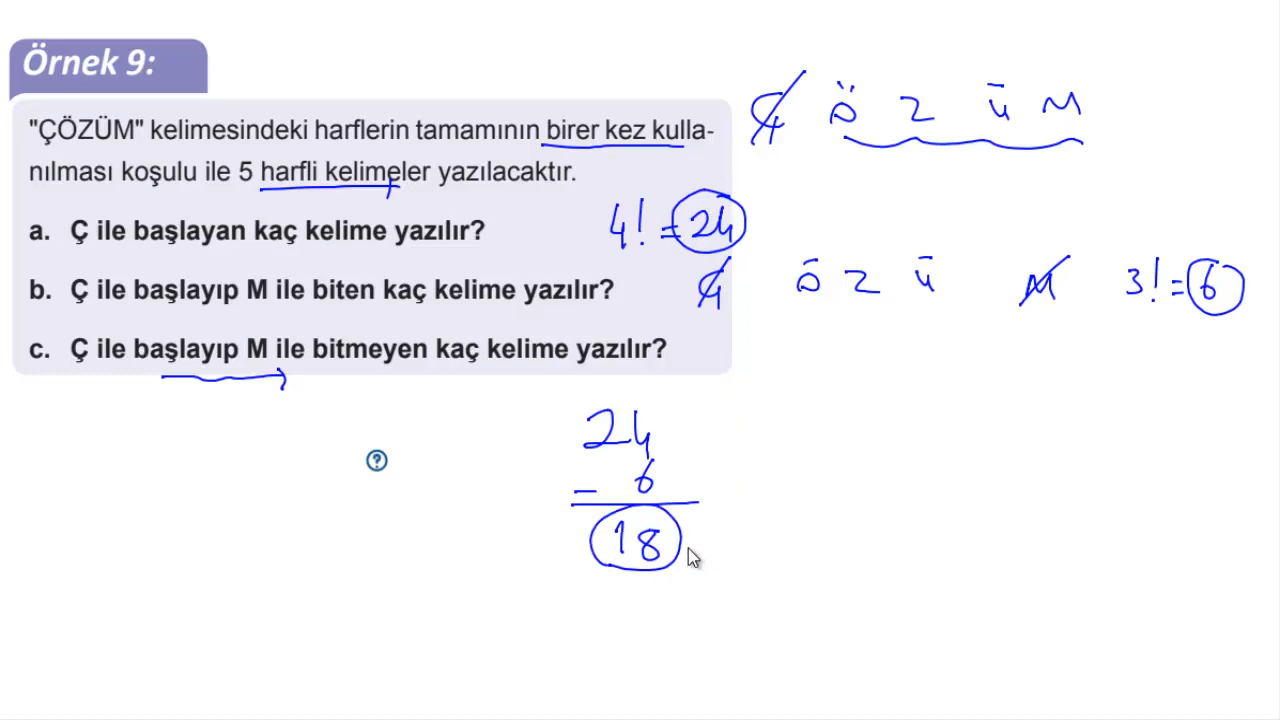 Örnek 9:
"ÇÖZÜM" kelimesindeki harflerin tamamının birer kez kulla-
nılması koşulu ile 5 harfli kelimeler yazılacaktır.
a. Ç ile başlayan kaç kelime yazılır?
b. Ç ile başlayıp M ile biten kaç kelime yazılır?
c. Ç ile başlayıp M ile bitmeyen kaç kelime yazılır?
Ç Ö Z Ü M
4! = 24
Ç Ö Z Ü M 3! = 6
24
- 6
18
?